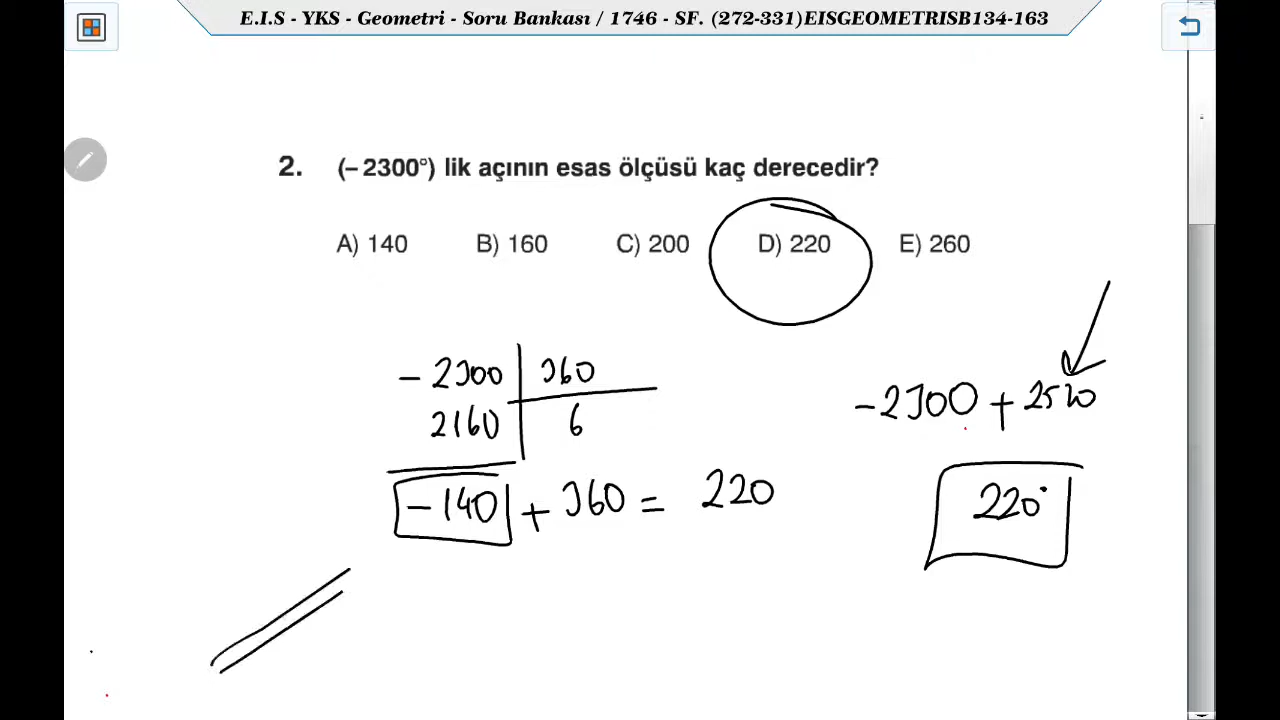 E.I.S - YKS - Geometri - Soru Bankası / 1746 - SF. (272-331)EISGEOMETRISB134-163
2. (– 2300°) lik açının esas ölçüsü kaç derecedir?
A) 140 B) 160 C) 200 D) 220 E) 260
- 2300 360
2160 6
- 140 + 360 = 220
- 2300 + 2520
220°